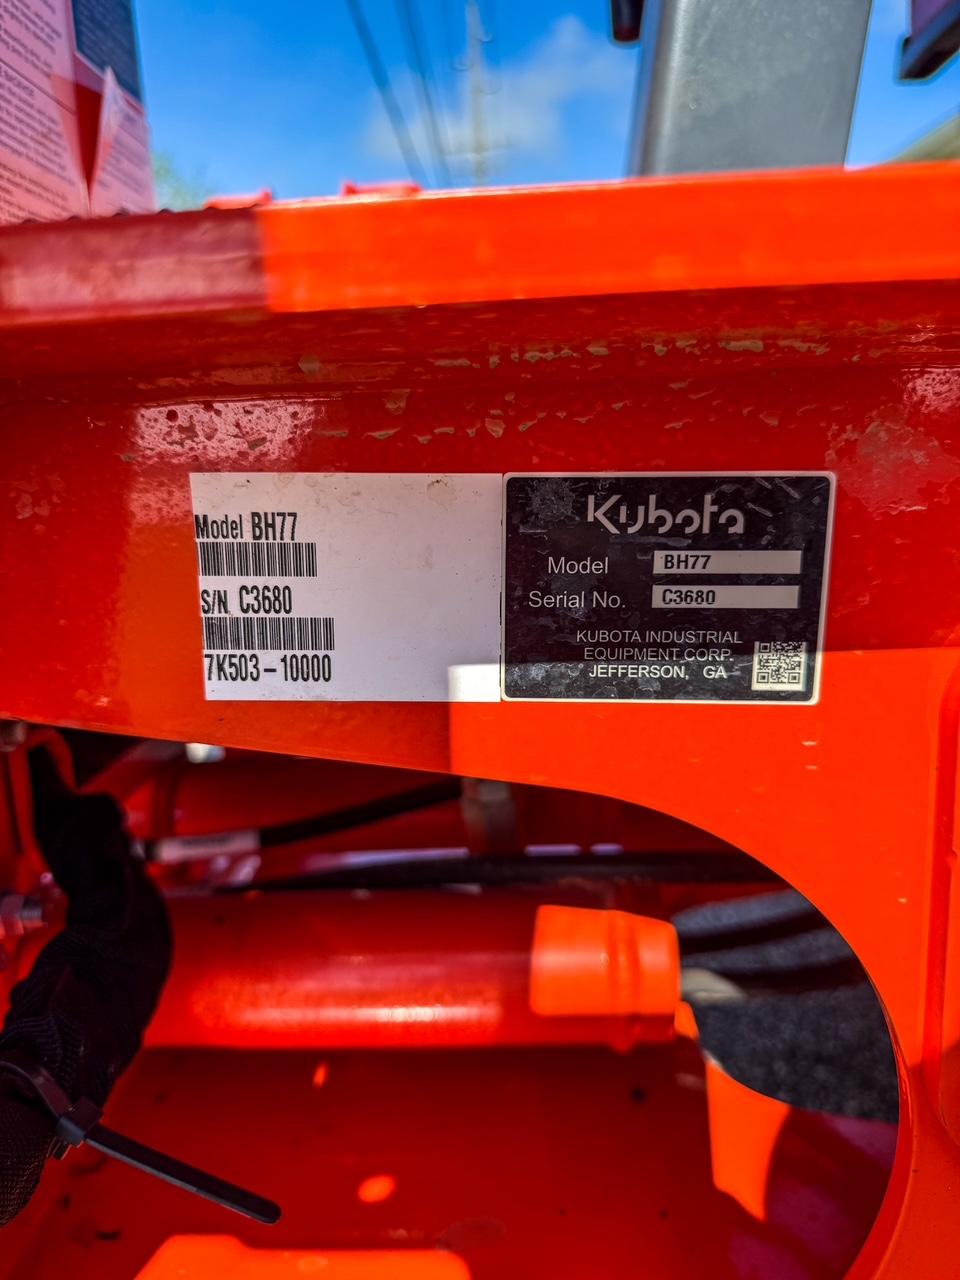 Model BH77
S/N C3680
7K503-10000
Kubota
Model BH77
Serial No. C3680
KUBOTA INDUSTRIAL
EQUIPMENT CORP.
JEFFERSON, GA